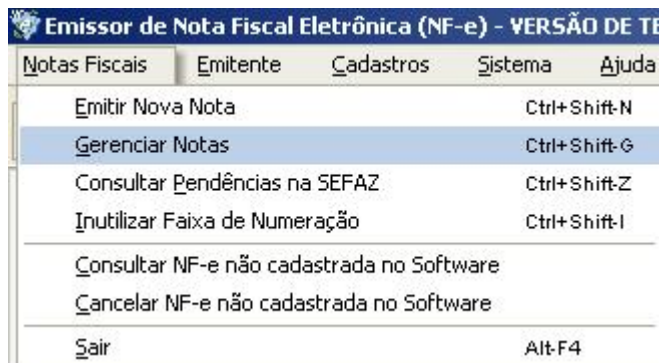 Emissor de Nota Fiscal Eletrônica (NF-e) - VERSÃO DE TE
Notas Fiscais Emitente Cadastros Sistema Ajuda
Emitir Nova Nota Ctrl+Shift-N
Gerenciar Notas Ctrl+Shift-G
Consultar Pendências na SEFAZ Ctrl+Shift-Z
Inutilizar Faixa de Numeração Ctrl+Shift-I
Consultar NF-e não cadastrada no Software
Cancelar NF-e não cadastrada no Software
Sair Alt-F4